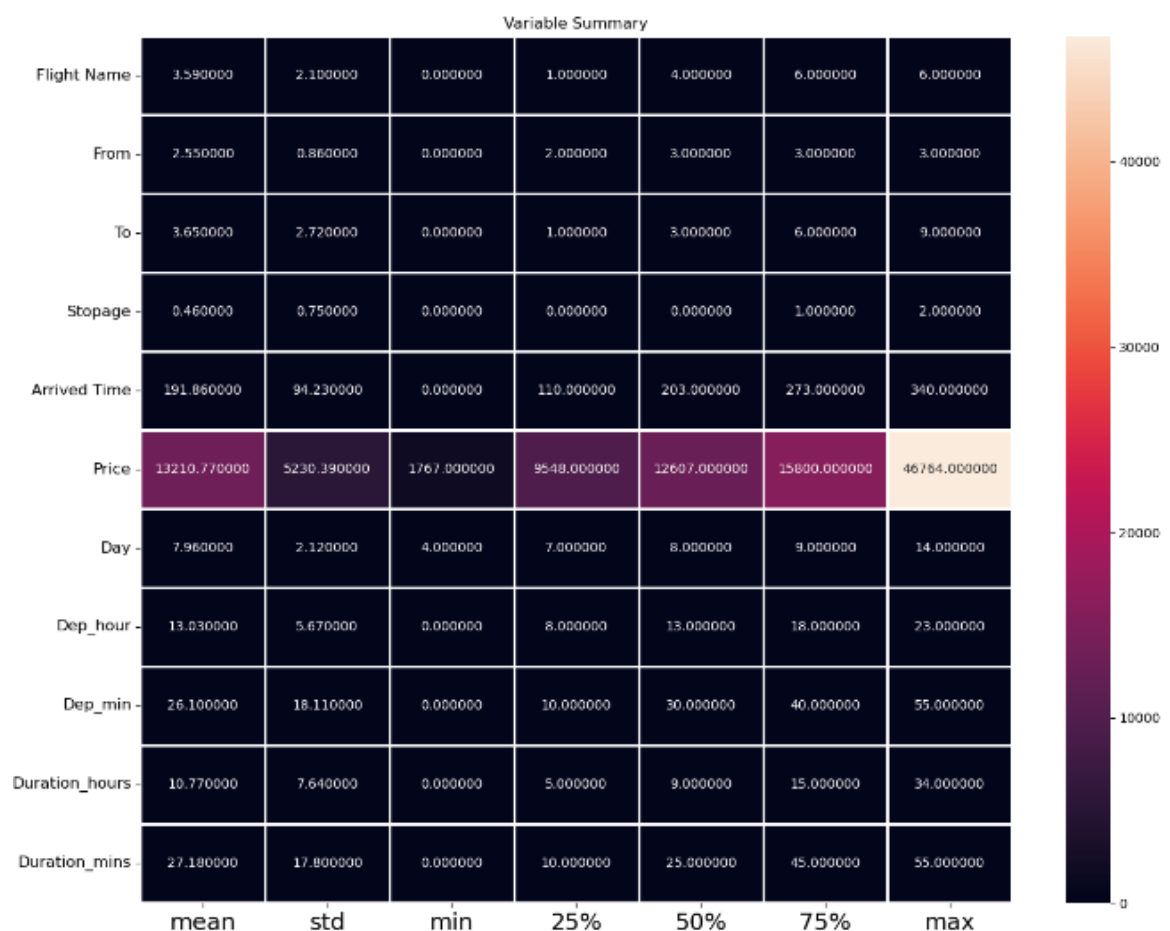 Variable Summary
Flight Name 3.590000 2.100000 0.000000 1.000000 4.000000 6.000000 6.000000
From 2.550000 0.860000 0.000000 2.000000 3.000000 3.000000 3.000000
40000
To 3.650000 2.720000 0.000000 1.000000 3.000000 6.000000 9.000000
Stopage 0.460000 0.750000 0.000000 0.000000 0.000000 1.000000 2.000000
30000
Arrived Time 191.860000 94.230000 0.000000 110.000000 203.000000 273.000000 340.000000
Price 13210.770000 5230.390000 1767.000000 9548.000000 12607.000000 15800.000000 46764.000000
20000
Day 7.960000 2.120000 4.000000 7.000000 8.000000 9.000000 14.000000
Dep_hour 13.030000 5.670000 0.000000 8.000000 13.000000 18.000000 23.000000
Dep_min 26.100000 18.110000 0.000000 10.000000 30.000000 40.000000 55.000000
10000
Duration_hours 10.770000 7.640000 0.000000 5.000000 9.000000 15.000000 34.000000
Duration_mins 27.180000 17.800000 0.000000 10.000000 25.000000 45.000000 55.000000
0
mean std min 25% 50% 75% max